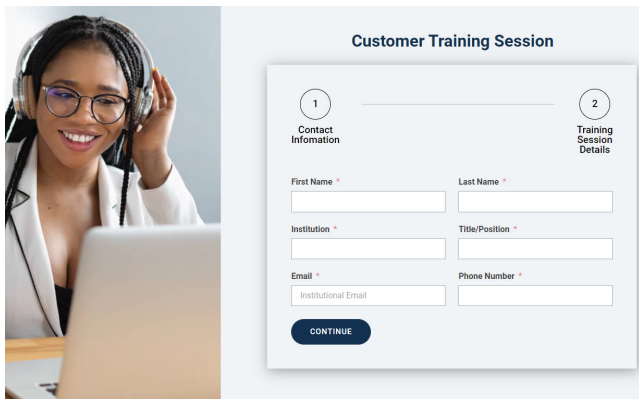 Customer Training Session
1
2
Contact
Infomation
Training
Session
Details
First Name *
Last Name *
Institution *
Title/Position *
Email *
Phone Number *
Institutional Email
CONTINUE